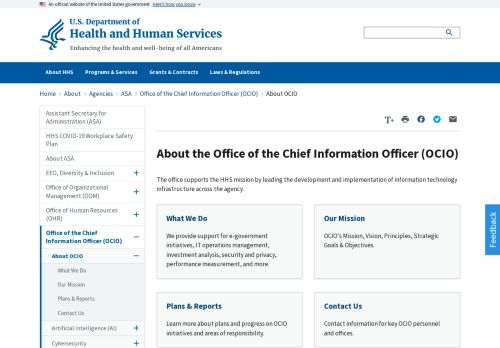 An official website of the United States government Here's how you know
U.S. Department of
Health and Human Services
Enhancing the health and well-being of all Americans
About HHS Programs & Services Grants & Contracts Laws & Regulations
Home > About > Agencies > ASA > Office of the Chief Information Officer (OCIO) > About OCIO
Assistant Secretary for
Administration (ASA)
HHS COVID-19 Workplace Safety
Plan
About ASA
EEO, Diversity & Inclusion
Office of Organizational
Management (OOM)
Office of Human Resources
(OHR)
Office of the Chief
Information Officer (OCIO)
About OCIO
What We Do
Our Mission
Plans & Reports
Contact Us
Artificial Intelligence (AI)
Cybersecurity
T+
About the Office of the Chief Information Officer (OCIO)
The office supports the HHS mission by leading the development and implementation of information technology
infrastructure across the agency.
What We Do
We provide support for e-government
initiatives, IT operations management,
investment analysis, security and privacy,
performance measurement, and more.
Our Mission
OCIO's Mission, Vision, Principles, Strategic
Goals & Objectives.
Plans & Reports
Learn more about plans and progress on OCIO
initiatives and areas of responsibility.
Contact Us
Contact information for key OCIO personnel
and offices.
Feedback